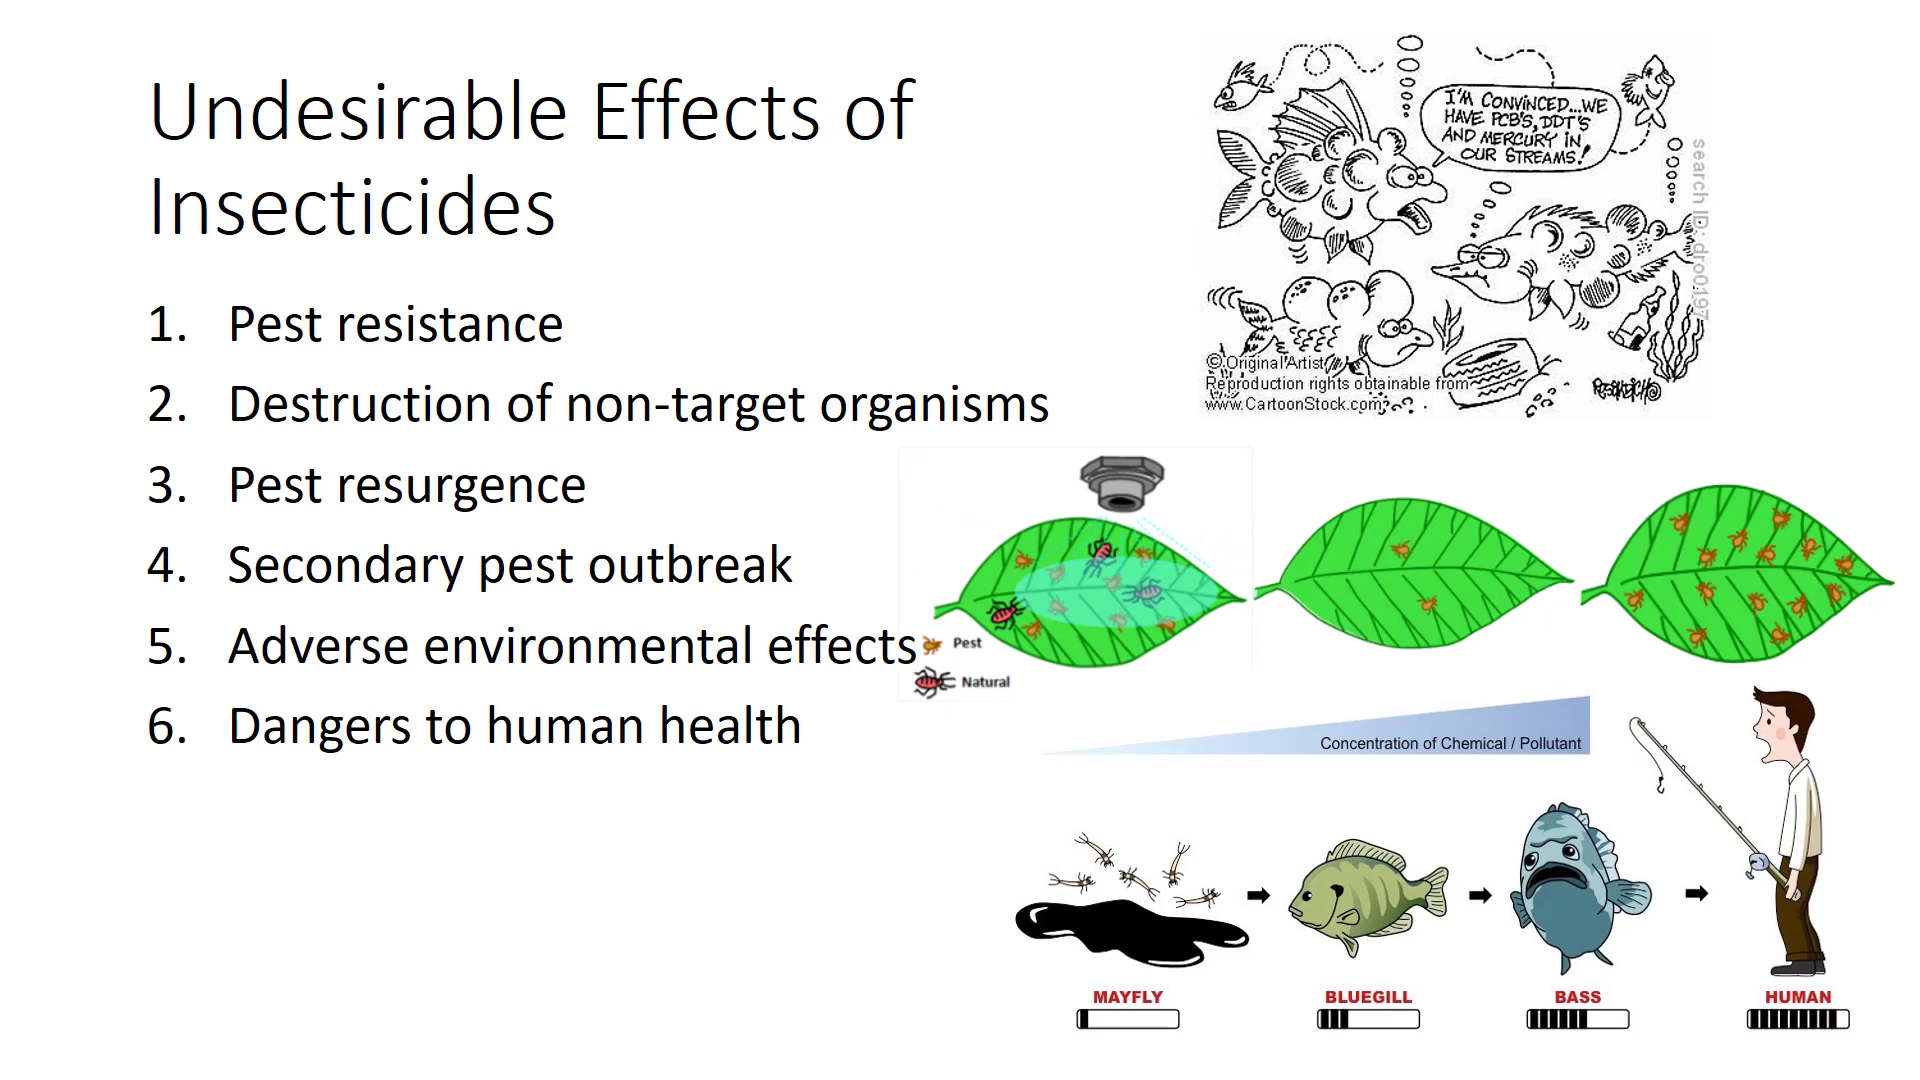 Undesirable Effects of
Insecticides
1. Pest resistance
2. Destruction of non-target organisms
3. Pest resurgence
4. Secondary pest outbreak
5. Adverse environmental effects
6. Dangers to human health
I'M CONVINCED...WE
HAVE PCB'S, DDT'S
AND MERCURY IN
OUR STREAMS!
search ID: dro0197
© Original Artist
Reproduction rights obtainable from
www.CartoonStock.com
Pest
Natural
Concentration of Chemical / Pollutant
MAYFLY
BLUEGILL
BASS
HUMAN